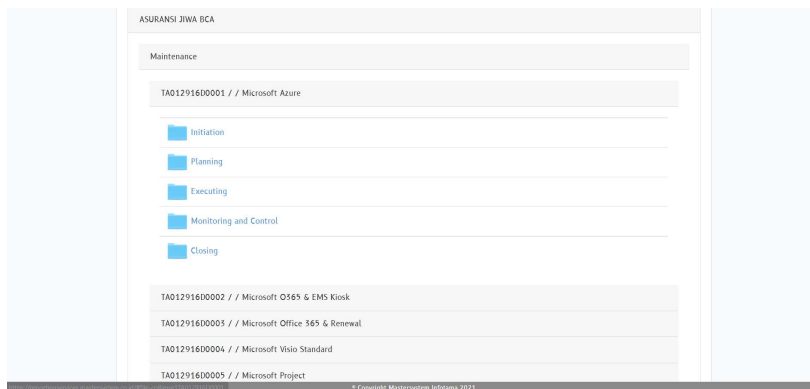 ASURANSI JIWA BCA
Maintenance
TA012916D0001 / / Microsoft Azure
Initiation
Planning
Executing
Monitoring and Control
Closing
TA012916D0002 / / Microsoft O365 & EMS Kiosk
TA012916D0003 / / Microsoft Office 365 & Renewal
TA012916D0004 / / Microsoft Visio Standard
TA012916D0005 / / Microsoft Project
® Copyright Mastersystem Infotama 2021